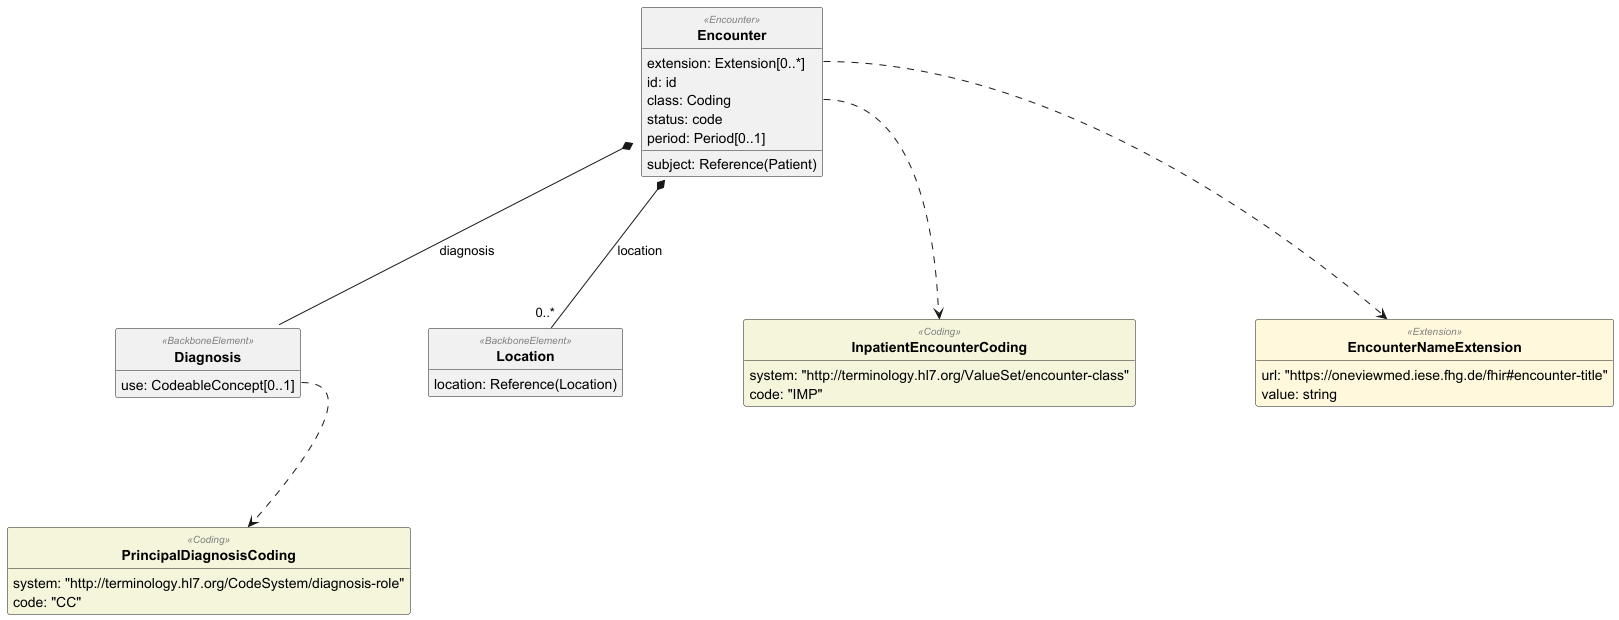 «Encounter»
Encounter
extension: Extension[0..*]
id: id
class: Coding
status: code
period: Period[0..1]
subject: Reference(Patient)
diagnosis
location
0..*
«BackboneElement»
Diagnosis
use: CodeableConcept[0..1]
«BackboneElement»
Location
location: Reference(Location)
«Coding»
InpatientEncounterCoding
system: "http://terminology.hl7.org/ValueSet/encounter-class"
code: "IMP"
«Extension»
EncounterNameExtension
url: "https://oneviewmed.iese.fhg.de/fhir#encounter-title"
value: string
«Coding»
PrincipalDiagnosisCoding
system: "http://terminology.hl7.org/CodeSystem/diagnosis-role"
code: "CC"